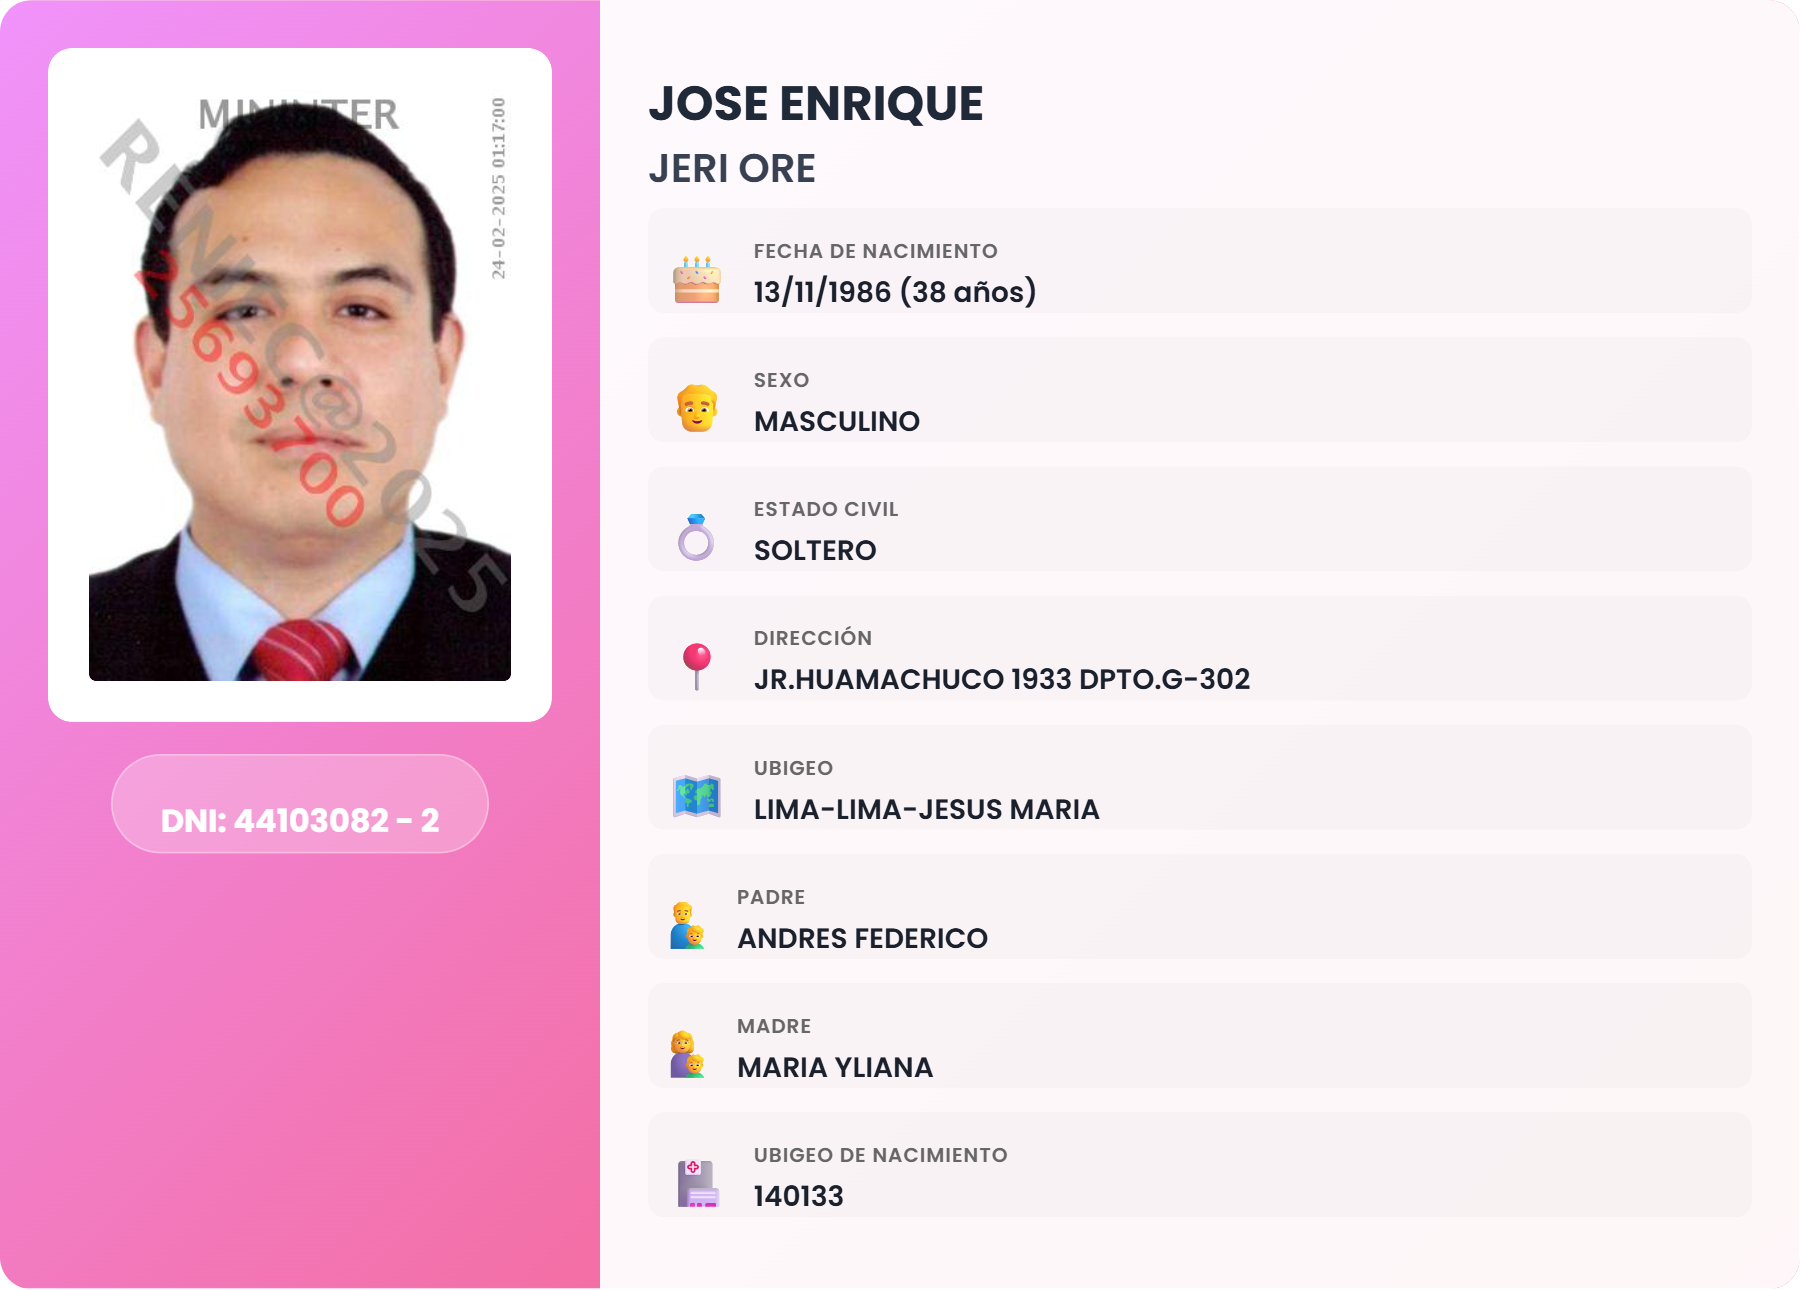 MININTER
24-02-2025 01:17:00
RENIEC@2025
25693700
DNI: 44103082 - 2
JOSE ENRIQUE
JERI ORE
FECHA DE NACIMIENTO
13/11/1986 (38 años)
SEXO
MASCULINO
ESTADO CIVIL
SOLTERO
DIRECCIÓN
JR.HUAMACHUCO 1933 DPTO.G-302
UBIGEO
LIMA-LIMA-JESUS MARIA
PADRE
ANDRES FEDERICO
MADRE
MARIA YLIANA
UBIGEO DE NACIMIENTO
140133